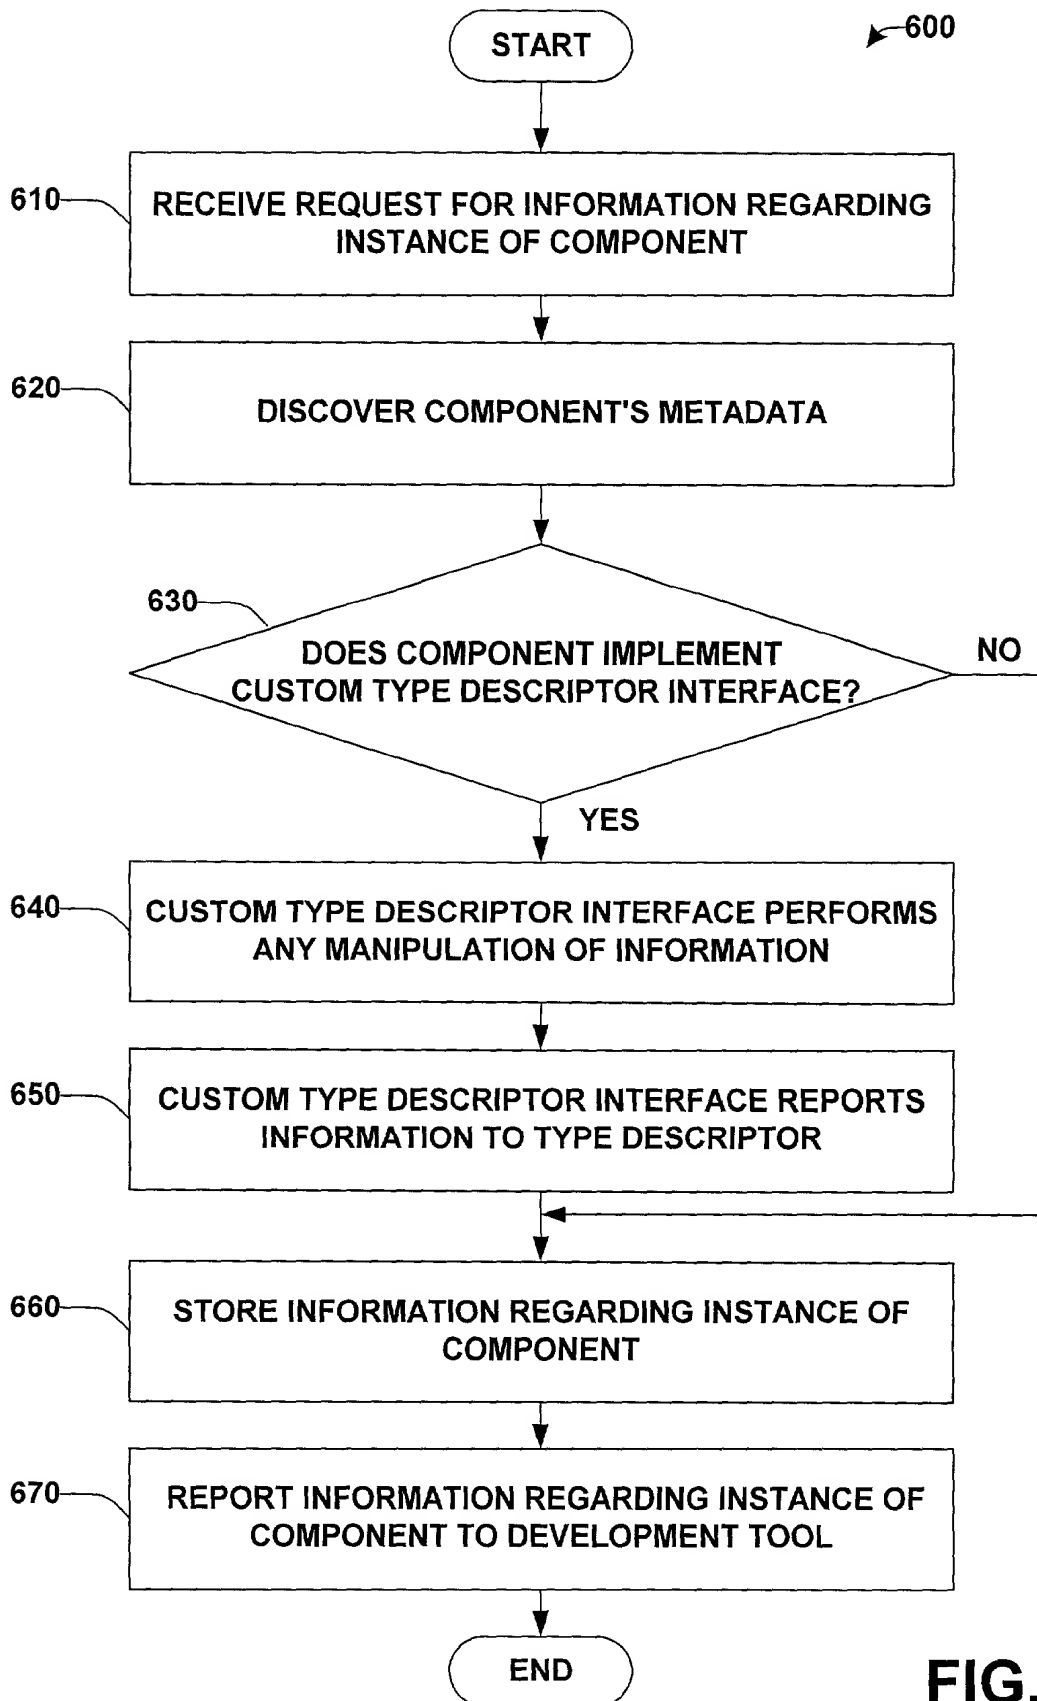 START
600
610
RECEIVE REQUEST FOR INFORMATION REGARDING
INSTANCE OF COMPONENT
620
DISCOVER COMPONENT'S METADATA
630
DOES COMPONENT IMPLEMENT
CUSTOM TYPE DESCRIPTOR INTERFACE?
NO
YES
640
CUSTOM TYPE DESCRIPTOR INTERFACE PERFORMS
ANY MANIPULATION OF INFORMATION
650
CUSTOM TYPE DESCRIPTOR INTERFACE REPORTS
INFORMATION TO TYPE DESCRIPTOR
660
STORE INFORMATION REGARDING INSTANCE OF
COMPONENT
670
REPORT INFORMATION REGARDING INSTANCE OF
COMPONENT TO DEVELOPMENT TOOL
END
FIG.